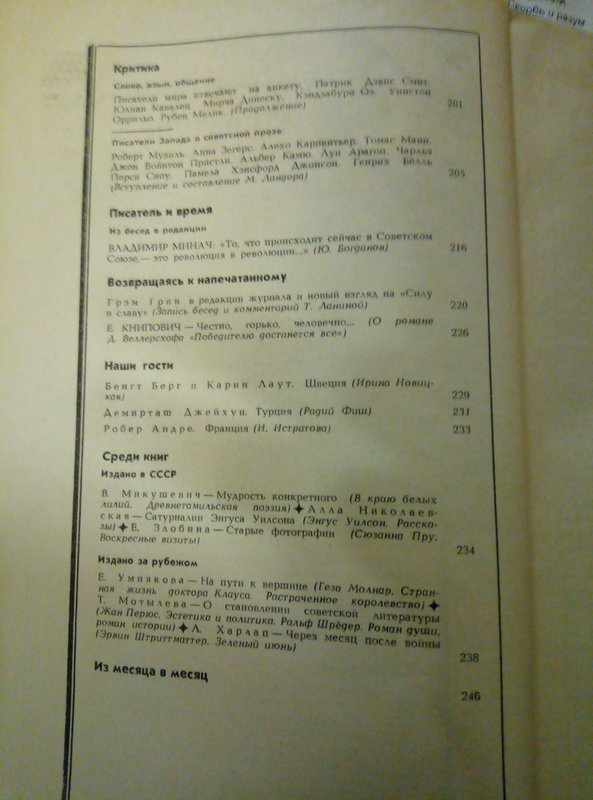 Скорбь и разум
Критика
Слово, язык, общение
Писатели мира отвечают на анкету. Патрик Дэвис Смит.
Юлиан Кавалец. Мирча Динеску. Кэндзабуро Оэ. Уинстон
Оррильо. Рубен Мелик. (Продолжение) 201
Писатели Запада о советской прозе
Роберт Музиль. Анна Зегерс. Алехо Карпентьер. Томас Манн.
Джон Бойнтон Пристли. Альбер Камю. Луи Арагон. Чарльз
Перси Сноу. Памела Хэнсфорд Джонсон. Генрих Бёлль
(Вступление и составление М. Ландора) 205
Писатель и время
Из бесед в редакции
ВЛАДИМИР МИНАЧ: «То, что происходит сейчас в Советском
Союзе,— это революция в революции...» (Ю. Богданов) 216
Возвращаясь к напечатанному
Грэм Грин в редакции журнала и новый взгляд на «Силу
и славу» (Запись бесед и комментарий Т. Ланиной) 220
Е. КНИПОВИЧ — Честно, горько, человечно... (О романе
Д. Веллерсхофа «Победителю достанется все») 226
Наши гости
Бенгт Берг и Карин Лаут. Швеция (Ирина Новиц-
кая) 229
Демирташ Джейхун. Турция (Радий Фиш) 231
Робер Андре. Франция (И. Истратова) 233
Среди книг
Издано в СССР
В. Микушевич — Мудрость конкретного (В краю белых
лилий. Древнетамильская поэзия) ✦ Алла Николаев-
ская — Сатурналии Энгуса Уилсона (Энгус Уилсон. Расска-
зы) ✦ Е. Злобина — Старые фотографии (Сюзанна Пру.
Воскресные визиты) 234
Издано за рубежом
Е. Умнякова — На пути к вершине (Геза Молнар. Стран-
ная жизнь доктора Клауса. Растраченное королевство) ✦
Т. Мотылева — О становлении советской литературы
(Жан Перюс. Эстетика и политика. Ральф Шрёдер. Роман души,
роман истории) ✦ Л. Харлап — Через месяц после войны
(Эрвин Штриттматтер. Зеленый июнь) 238
Из месяца в месяц 246